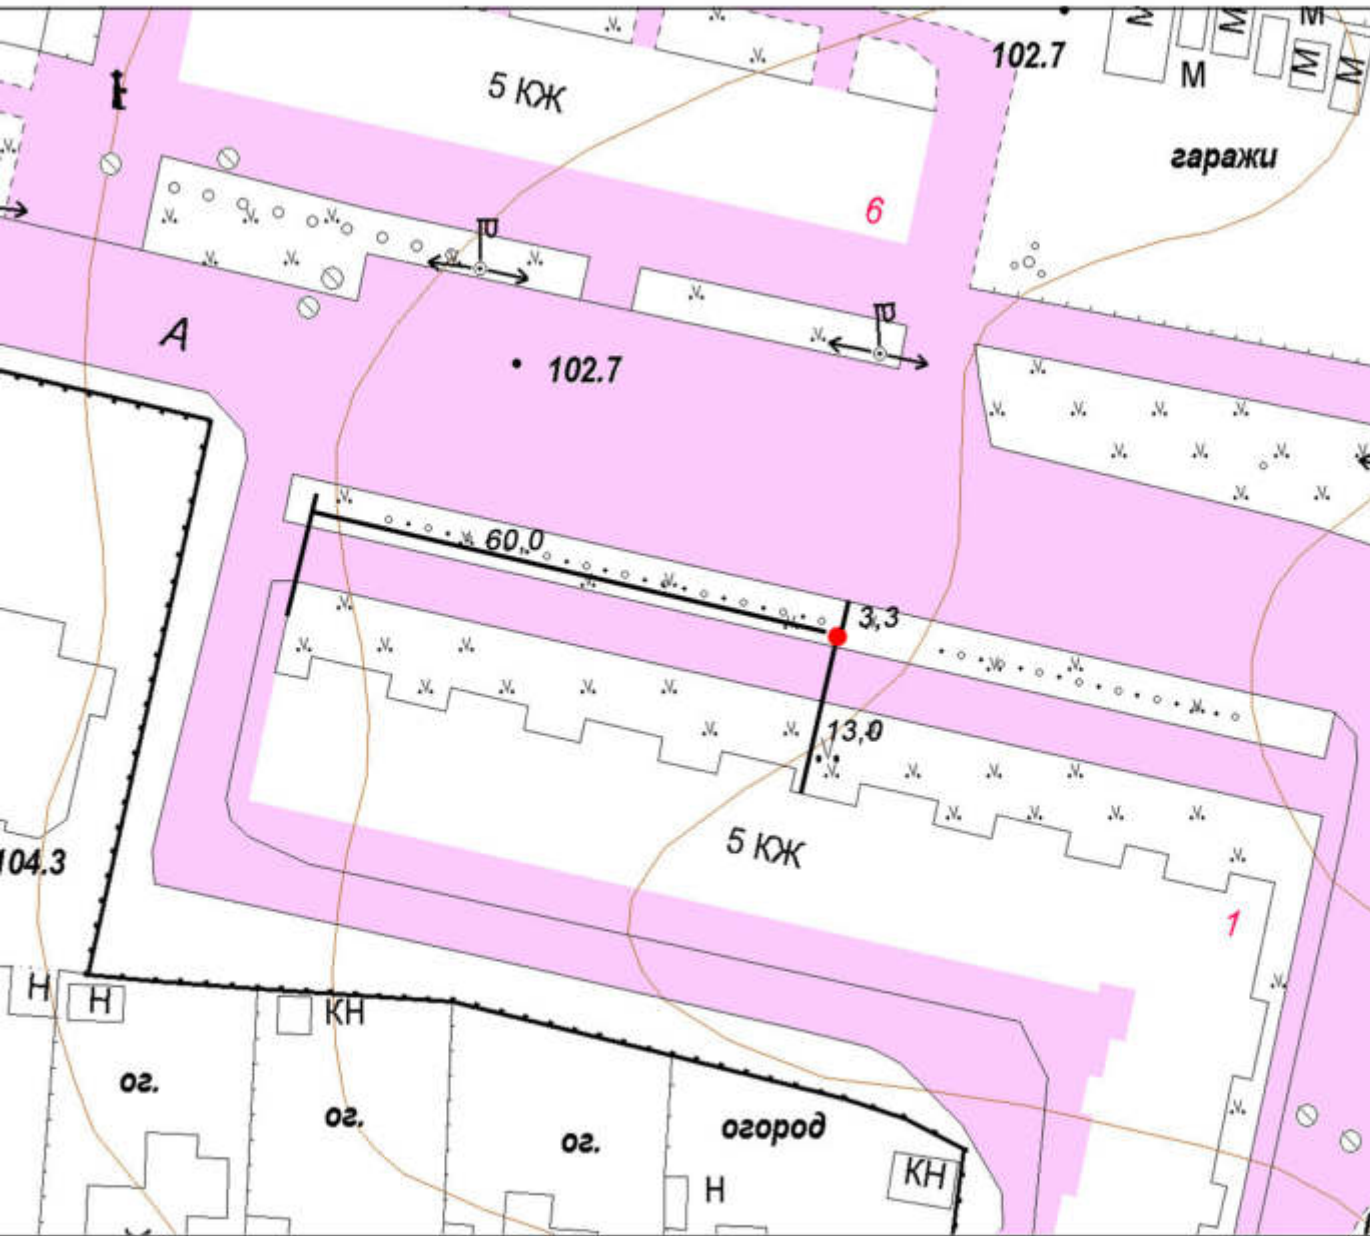 М
М
М
102.7
М
М
М
5 КЖ
гаражи
6
А
102.7
60,0
3,3
13,0
5 КЖ
104.3
1
Н
Н
КН
ог.
ог.
ог.
огород
КН
Н